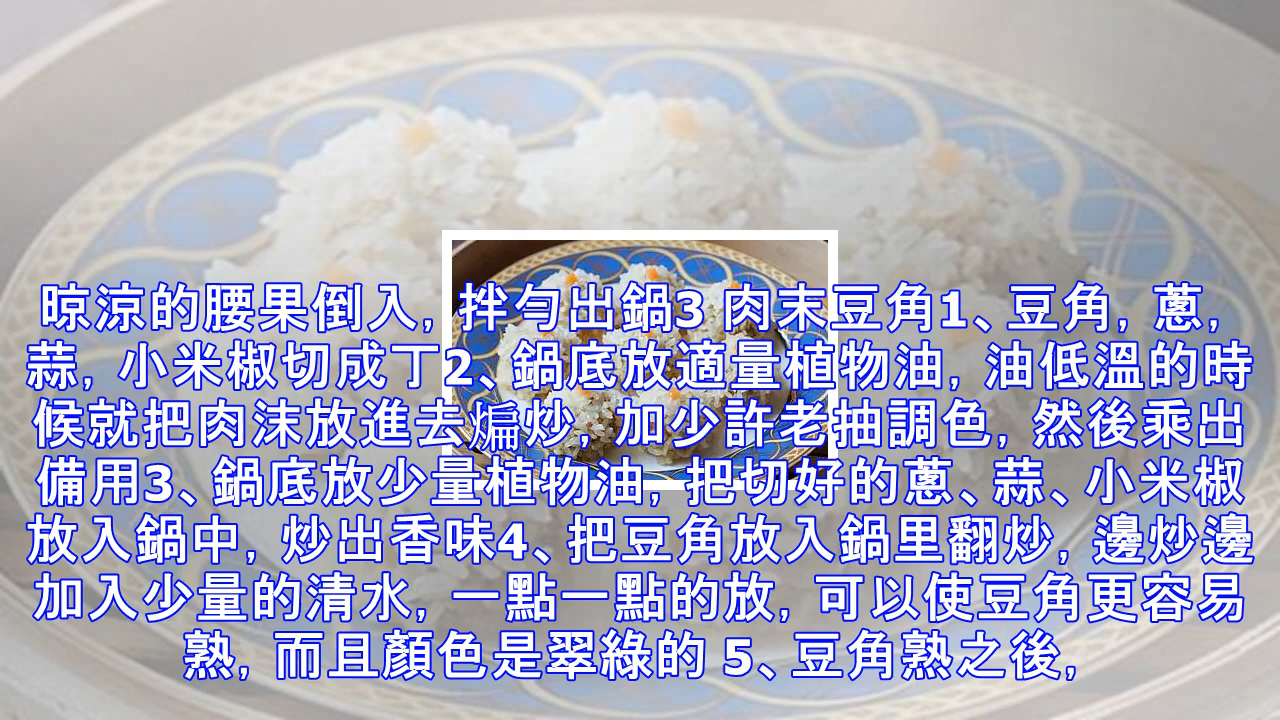 晾涼的腰果倒入, 拌勻出鍋3 肉末豆角1、豆角, 蔥,
蒜, 小米椒切成丁2、鍋底放適量植物油, 油低溫的時
候就把肉沫放進去煸炒, 加少許老抽調色, 然後乘出
備用3、鍋底放少量植物油, 把切好的蔥、蒜、小米椒
放入鍋中, 炒出香味4、把豆角放入鍋里翻炒, 邊炒邊
加入少量的清水, 一點一點的放, 可以使豆角更容易
熟, 而且顏色是翠綠的 5、豆角熟之後,